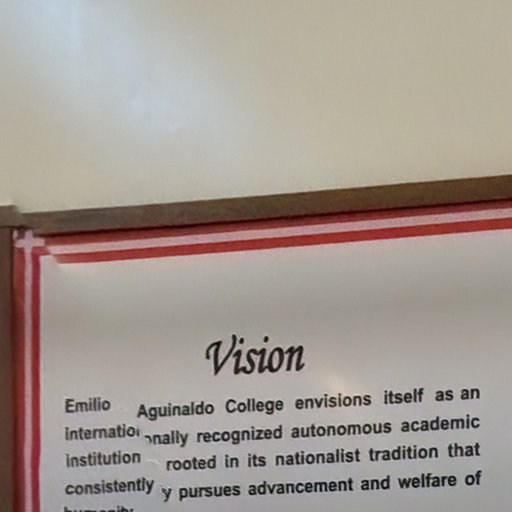 Vision
Emilio Aguinaldo College envisions itself as an
internationally recognized autonomous academic
institution rooted in its nationalist tradition that
consistently y pursues advancement and welfare of